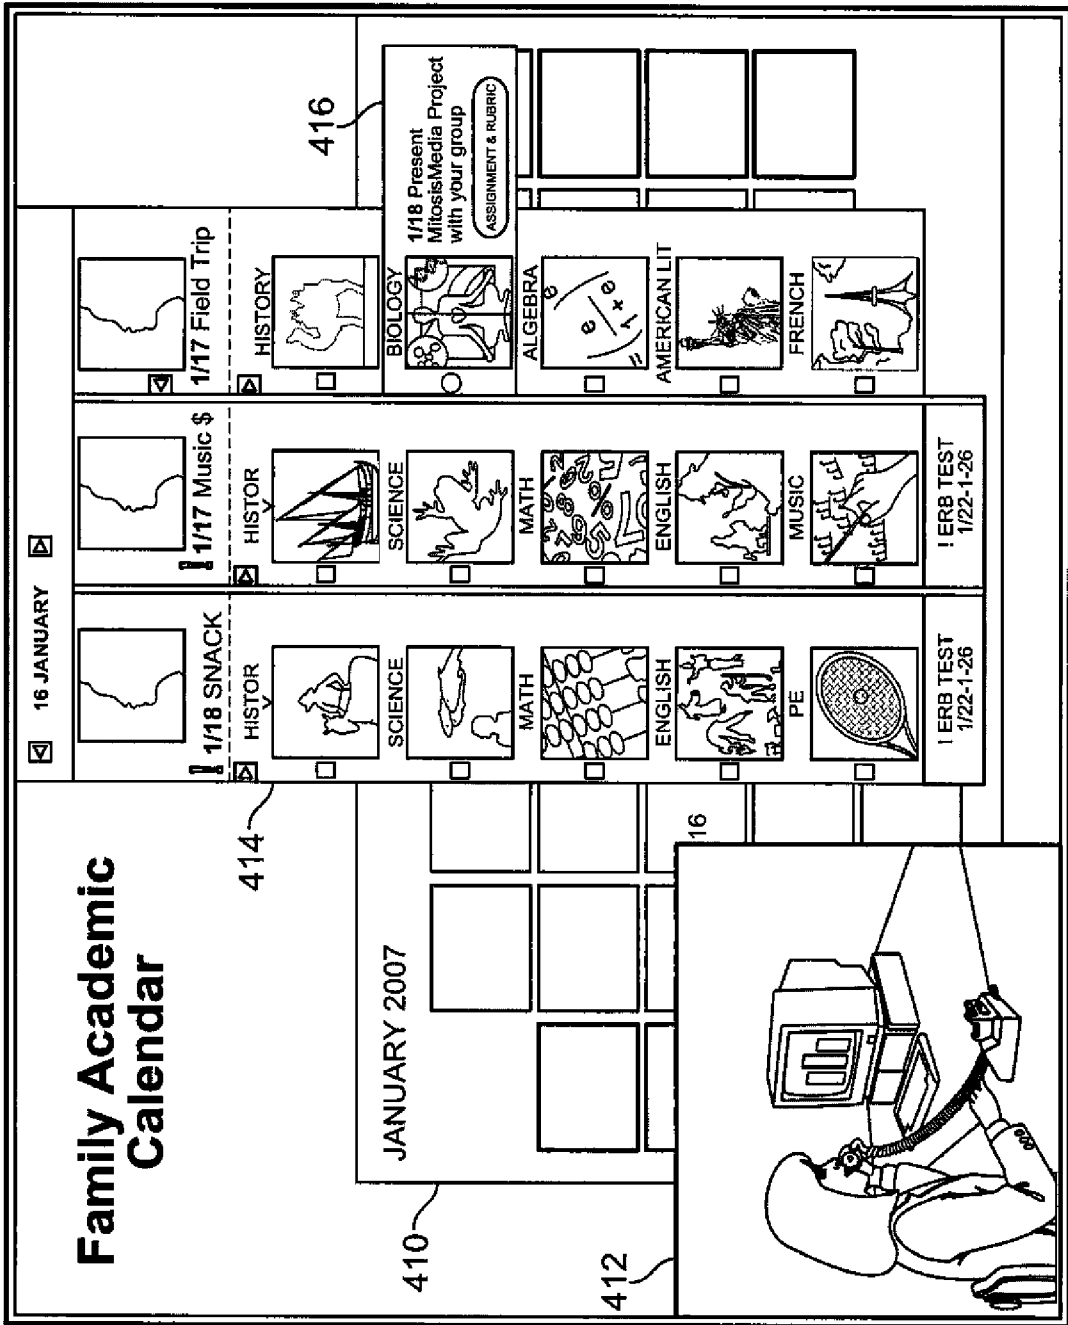 Family Academic
Calendar
16 JANUARY
414
! 1/18 SNACK
HISTOR
SCIENCE
MATH
ENGLISH
PE
! ERB TEST
1/22-1-26
! 1/17 Music $
HISTOR
SCIENCE
MATH
ENGLISH
MUSIC
! ERB TEST
1/22-1-26
1/17 Field Trip
HISTORY
BIOLOGY
ALGEBRA
e
e
= 1+e
AMERICAN LIT
FRENCH
416
1/18 Present
MitosisMedia Project
with your group
ASSIGNMENT & RUBRIC
410
JANUARY 2007
16
412